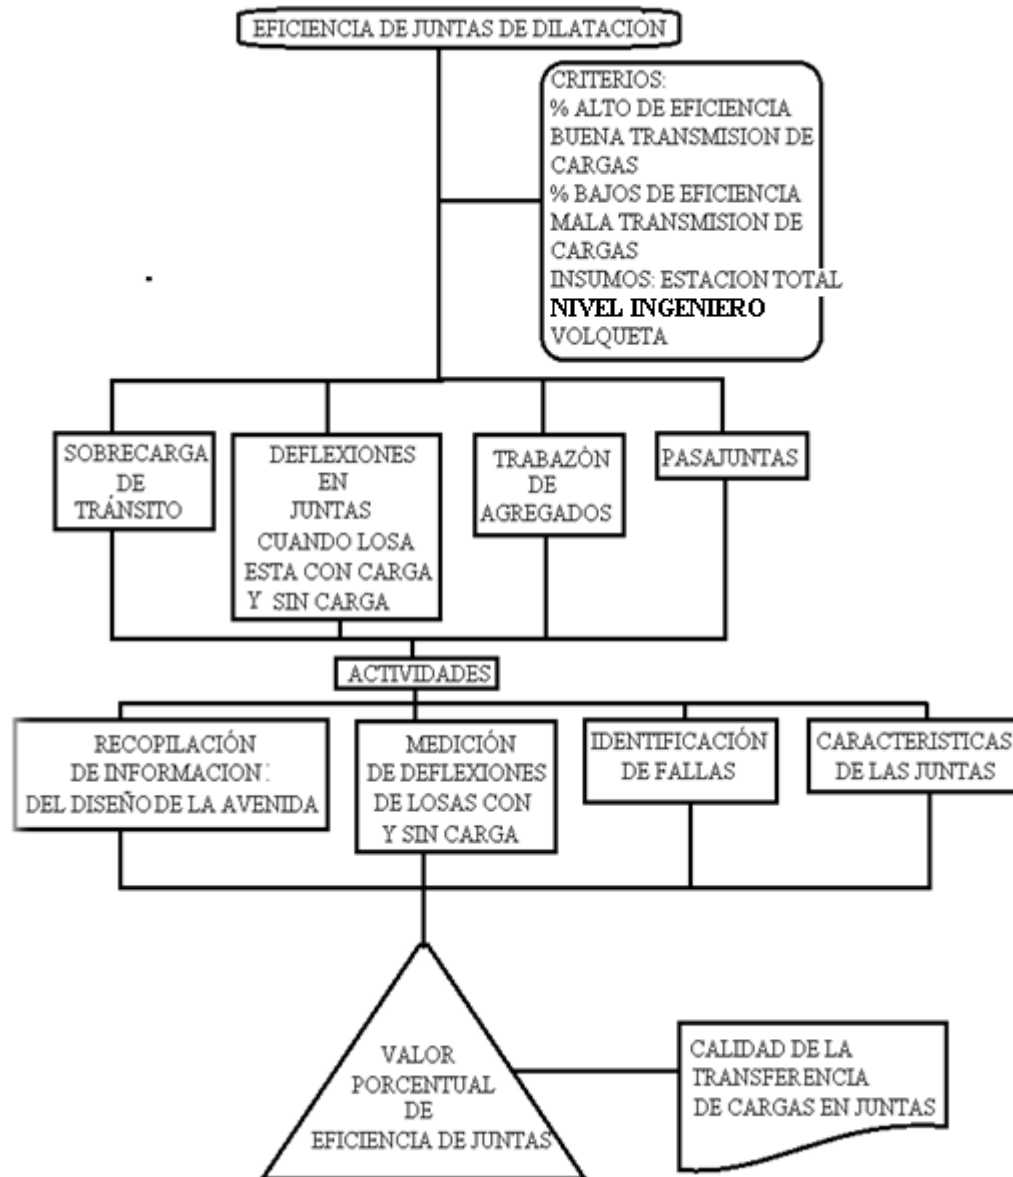 EFICIENCIA DE JUNTAS DE DILATACION
CRITERIOS:
% ALTO DE EFICIENCIA
BUENA TRANSMISION DE
CARGAS
% BAJOS DE EFICIENCIA
MALA TRANSMISION DE
CARGAS
INSUMOS: ESTACION TOTAL
NIVEL INGENIERO
VOLQUETA
SOBRECARGA
DE
TRÁNSITO
DEFLEXIONES
EN
JUNTAS
CUANDO LOSA
ESTA CON CARGA
Y SIN CARGA
TRABAZÒN
DE
AGREGADOS
PASAJUNTAS
ACTIVIDADES
RECOPILACIÓN
DE INFORMACION:
DEL DISEÑO DE LA AVENIDA
MEDICIÓN
DE DEFLEXIONES
DE LOSAS CON
Y SIN CARGA
IDENTIFICACIÓN
DE FALLAS
CARACTERISTICAS
DE LAS JUNTAS
VALOR
PORCENTUAL
DE
EFICIENCIA DE JUNTAS
CALIDAD DE LA
TRANSFERENCIA
DE CARGAS EN JUNTAS